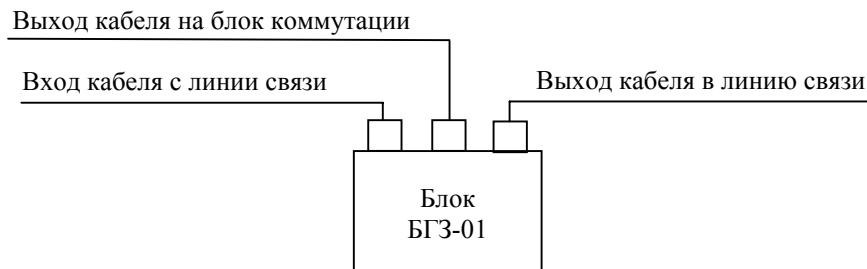 Выход кабеля на блок коммутации
Вход кабеля с линии связи
Выход кабеля в линию связи
Блок
БГЗ-01